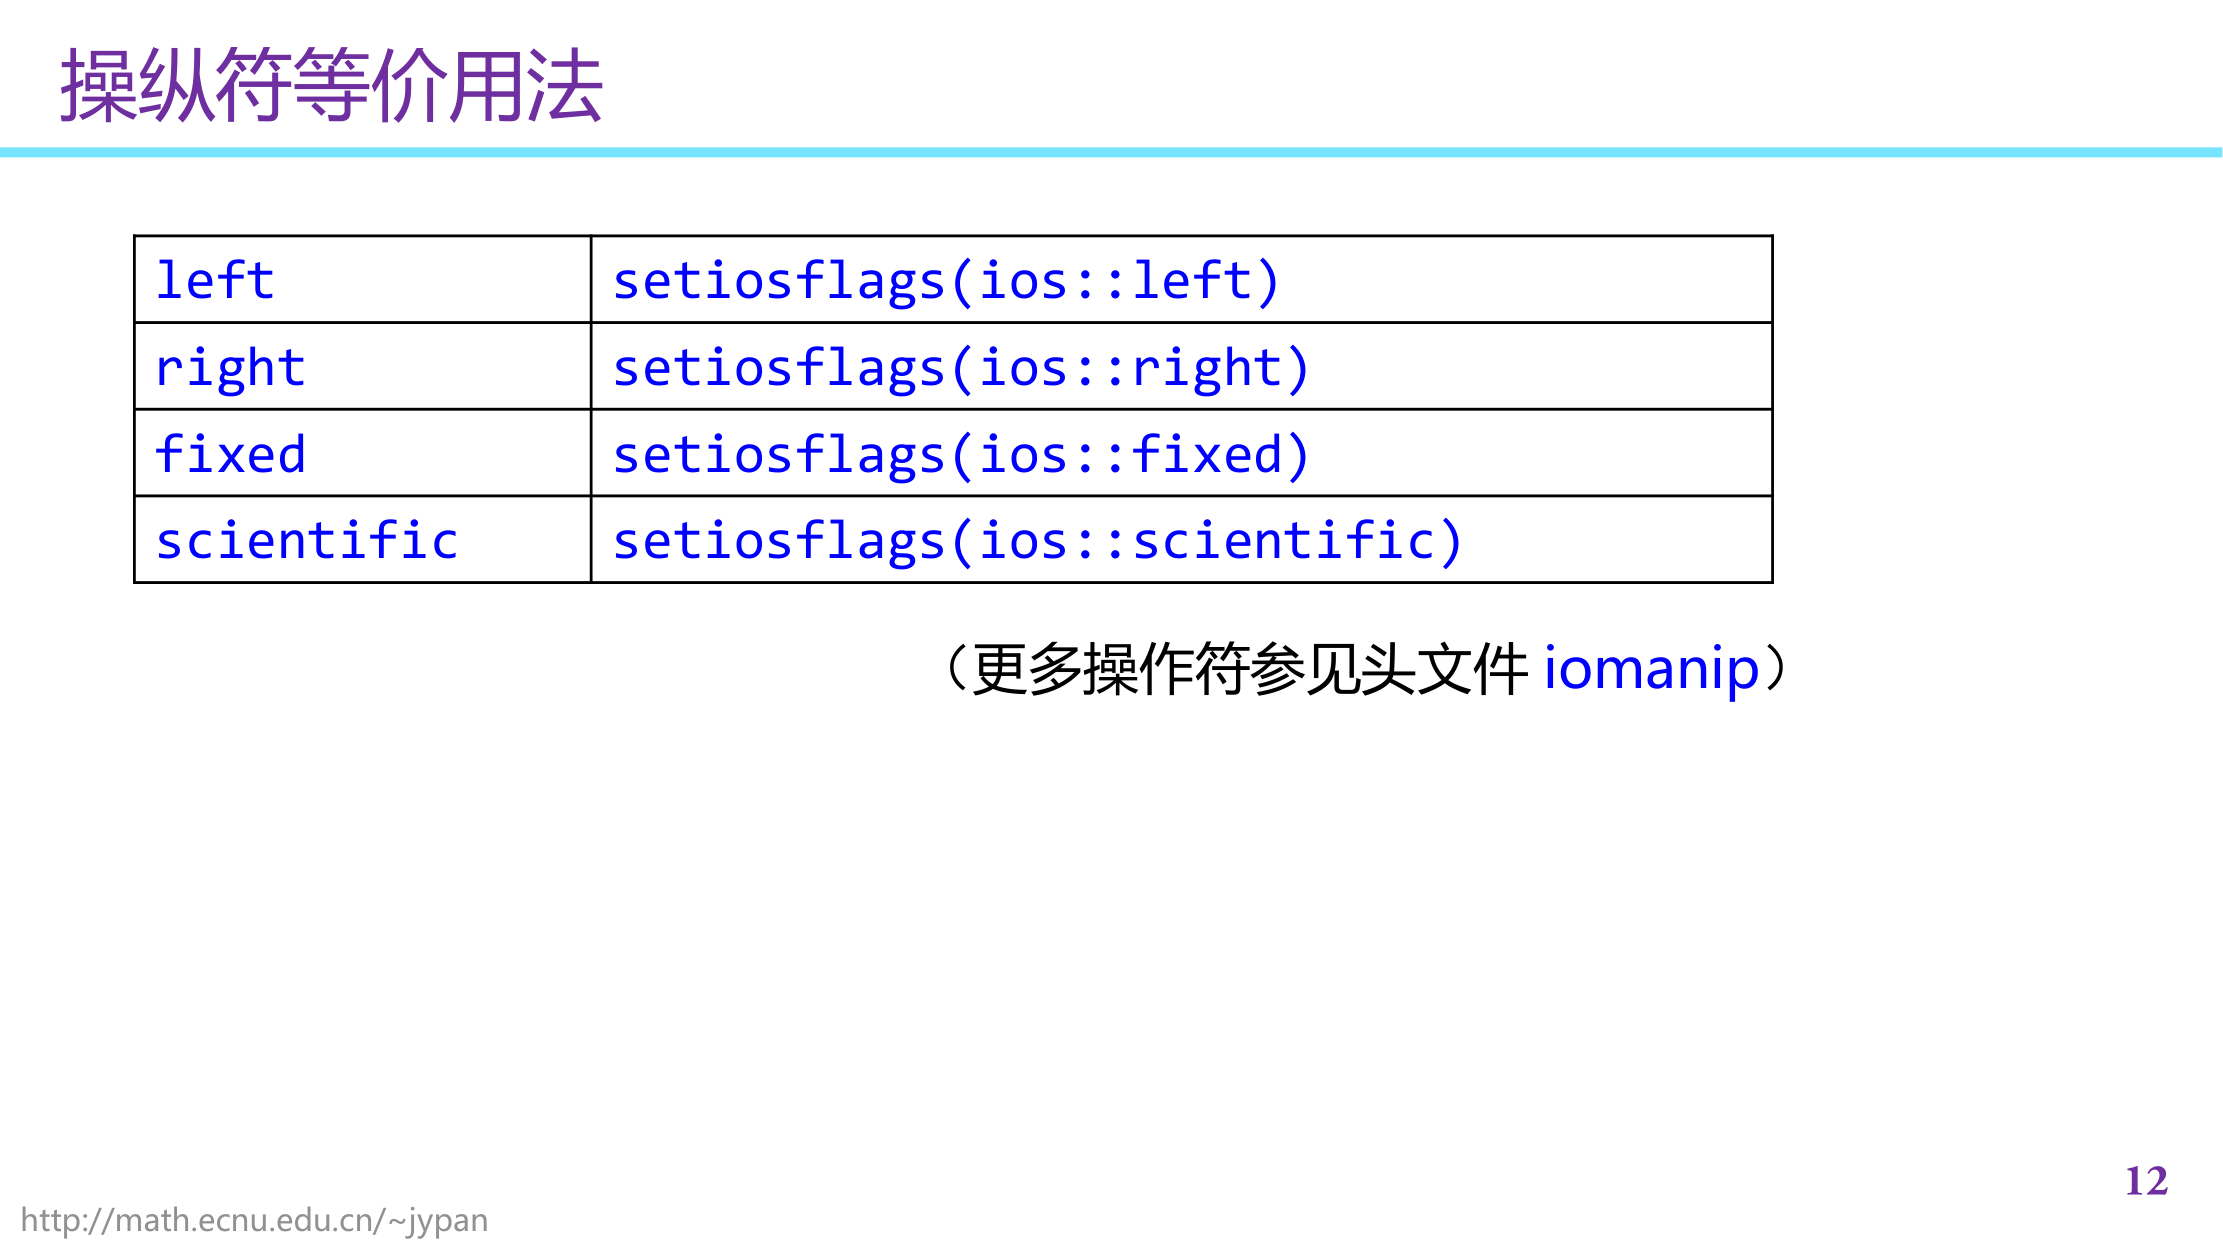 操纵符等价用法
left setiosflags(ios::left)
right setiosflags(ios::right)
fixed setiosflags(ios::fixed)
scientific setiosflags(ios::scientific)
（更多操作符参见头文件 iomanip）
12
http://math.ecnu.edu.cn/~jypan